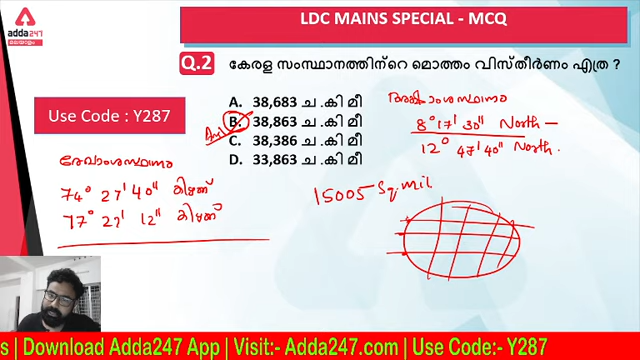 adda247
മലയാളം
LDC MAINS SPECIAL - MCQ
Q.2 കേരള സംസ്ഥാനത്തിന്റെ മൊത്തം വിസ്തീർണം എത്ര ?
Use Code : Y287
A. 38,683 ച .കി മീ
B. 38,863 ച .കി മീ
C. 38,386 ച .കി മീ
D. 33,863 ച .കി മീ
Ans
8° 17' 30" North
12° 47' 40" North.
രേഖാംശസ്ഥാനം
74° 27' 40" കിഴക്ക്
77° 27' 12" കിഴക്ക്
15005 Sq.mil
s | Download Adda247 App | Visit:- Adda247.com | Use Code:- Y287